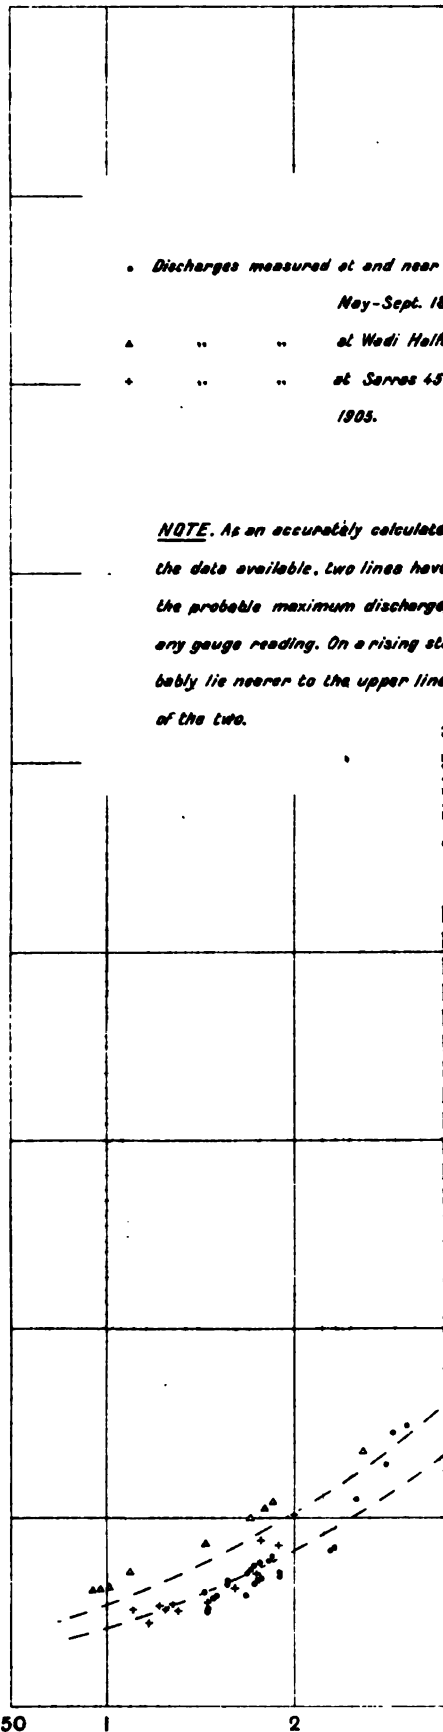 • Discharges measured at and near
May-Sept. 18
▲ " " at Wadi Half
+ " " at Sarras 45
1905.
NOTE. As an accurately calculate
the data available, two lines have
the probable maximum discharge
any gauge reading. On a rising st
bably lie nearer to the upper line
of the two.
50 1 2